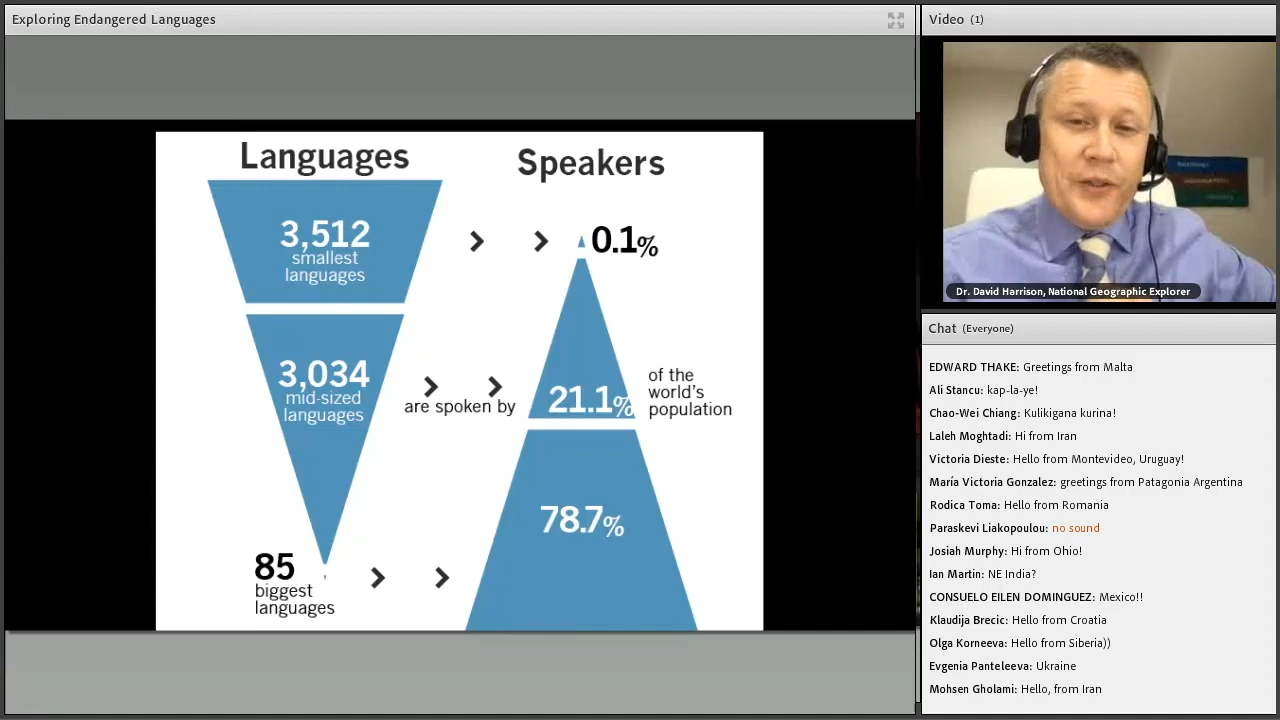 Exploring Endangered Languages
Languages
Speakers
3,512
smallest
languages
0.1%
3,034
mid-sized
languages
are spoken by
21.1%
of the
world's
population
78.7%
85
biggest
languages
Video (1)
Dr. David Harrison, National Geographic Explorer
Chat (Everyone)
EDWARD THAKE: Greetings from Malta
Ali Stancu: kap-la-ye!
Chao-Wei Chiang: Kulikigana kurina!
Laleh Moghtadi: Hi from Iran
Victoria Dieste: Hello from Montevideo, Uruguay!
María Victoria Gonzalez: greetings from Patagonia Argentina
Rodica Toma: Hello from Romania
Paraskevi Liakopoulou: no sound
Josiah Murphy: Hi from Ohio!
Ian Martin: NE India?
CONSUELO EILEN DOMINGUEZ: Mexico!!
Klaudija Brecic: Hello from Croatia
Olga Korneeva: Hello from Siberia))
Evgenia Panteleeva: Ukraine
Mohsen Gholami: Hello, from Iran